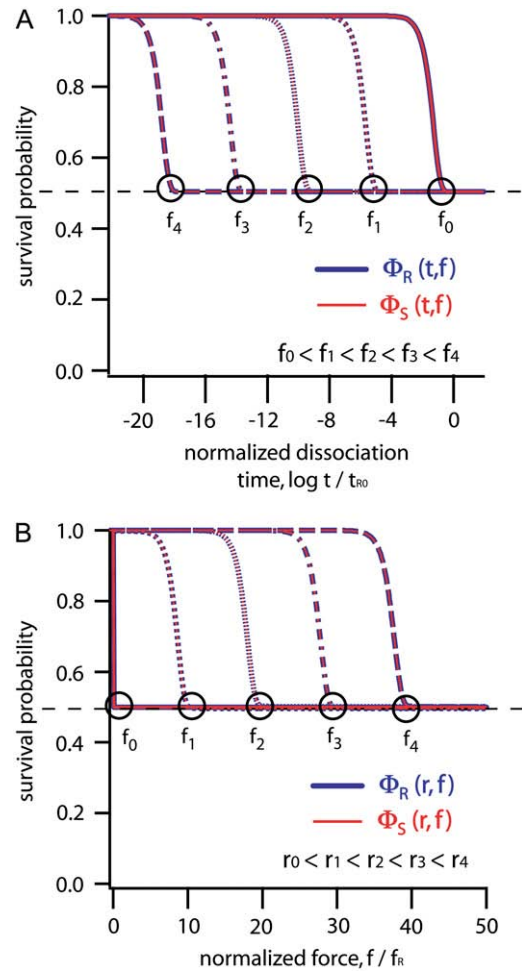 A
1.0
0.8
0.6
0.4
0.2
0.0
survival probability
f4 f3 f2 f1 f0
ΦR (t,f)
ΦS (t,f)
f0 < f1 < f2 < f3 < f4
-20 -16 -12 -8 -4 0
normalized dissociation
time, log t / tR0
B
1.0
0.8
0.6
0.4
0.2
0.0
survival probability
f0 f1 f2 f3 f4
ΦR (r,f)
ΦS (r,f)
r0 < r1 < r2 < r3 < r4
0 10 20 30 40 50
normalized force, f / fR